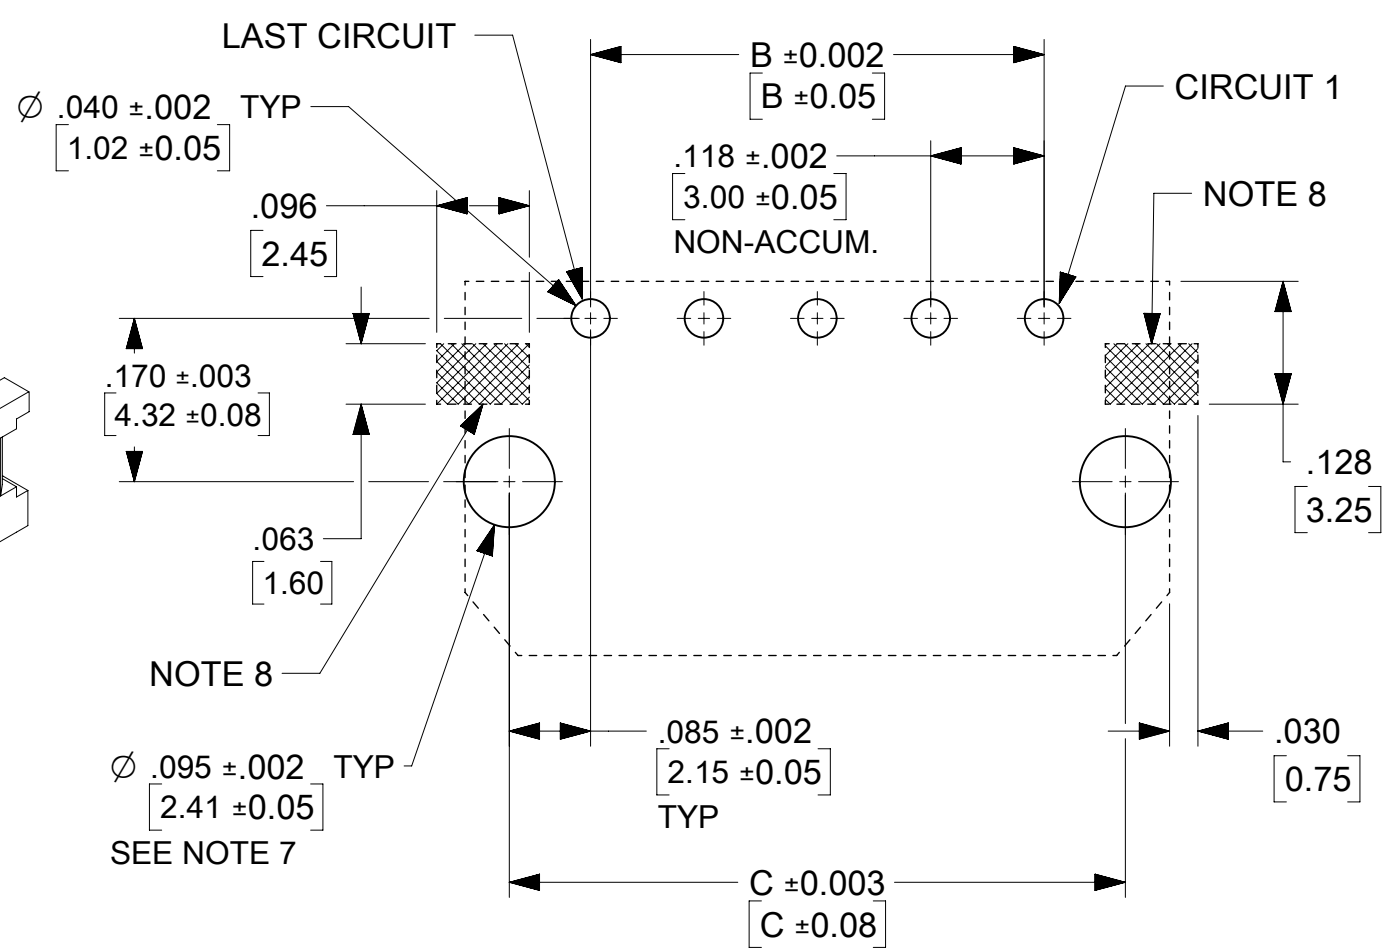 LAST CIRCUIT
B ±0.002
[B ±0.05]
CIRCUIT 1
Ø .040 ±.002 TYP
[1.02 ±0.05]
.118 ±.002
[3.00 ±0.05]
NON-ACCUM.
NOTE 8
.096
[2.45]
.170 ±.003
[4.32 ±0.08]
.128
[3.25]
.063
[1.60]
NOTE 8
.085 ±.002
[2.15 ±0.05]
TYP
.030
[0.75]
Ø .095 ±.002 TYP
[2.41 ±0.05]
SEE NOTE 7
C ±0.003
[C ±0.08]